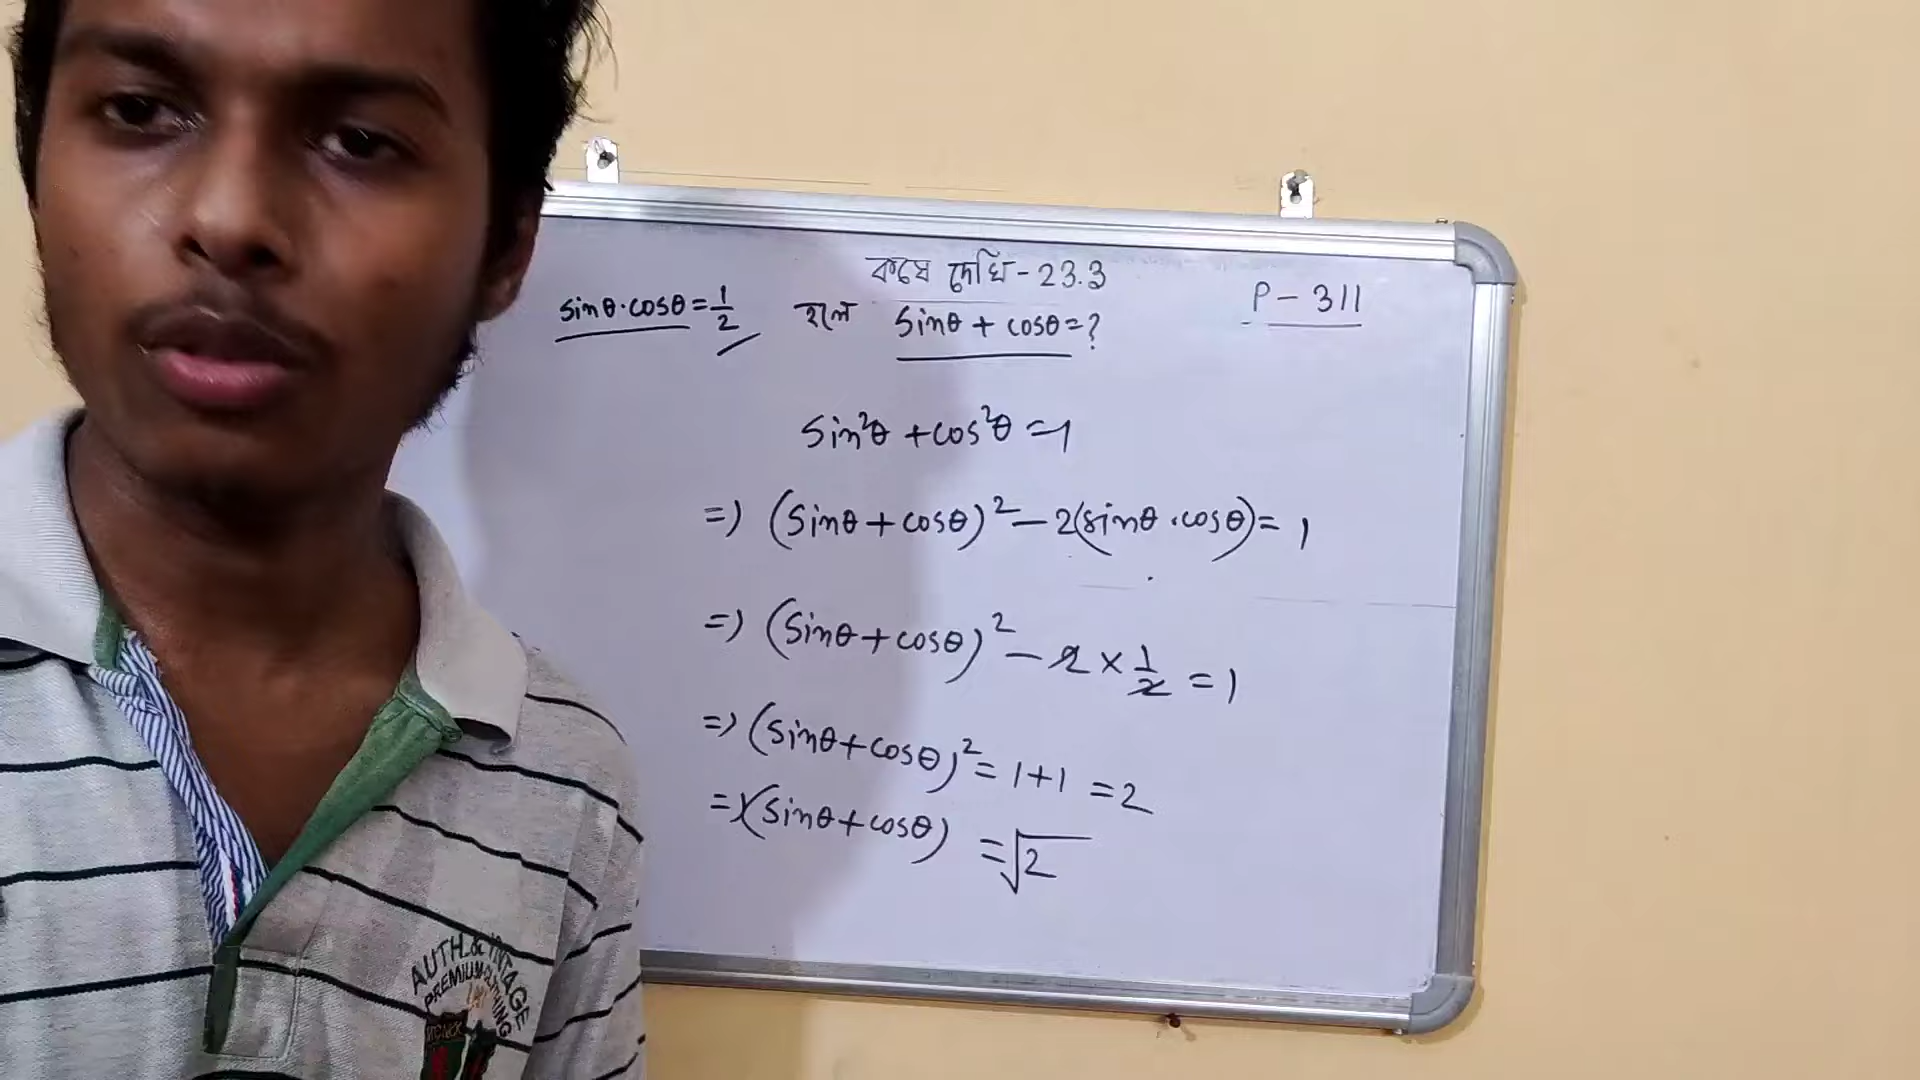 কষে দেখি - 23.3
P - 311
sinθ·cosθ = 1/2 হলে sinθ + cosθ = ?
sin²θ + cos²θ = 1
=> (sinθ + cosθ)² - 2(sinθ·cosθ) = 1
=> (sinθ + cosθ)² - 2 × 1/2 = 1
=> (sinθ + cosθ)² = 1+1 = 2
=> (sinθ + cosθ) = √2
AUTH
VINTAGE
PREMIUM CLOTHING